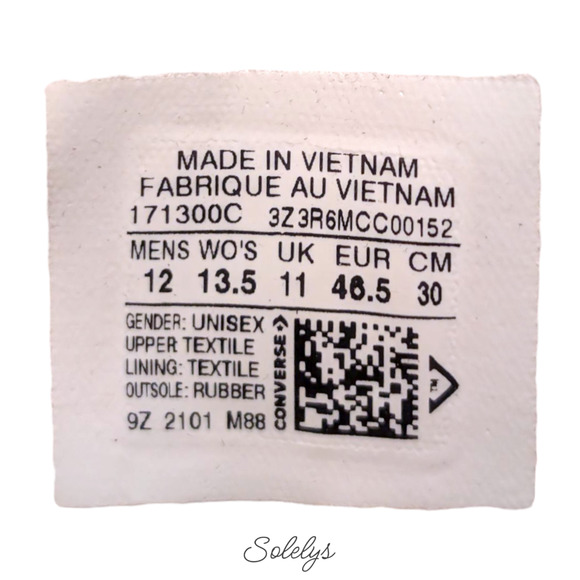 MADE IN VIETNAM
FABRIQUE AU VIETNAM
171300C 3Z3R6MCC00152
MENS WO'S UK EUR CM
12 13.5 11 46.5 30
GENDER: UNISEX
UPPER TEXTILE
LINING: TEXTILE
OUTSOLE: RUBBER
9Z 2101 M88
CONVERSE
TM
Solelys